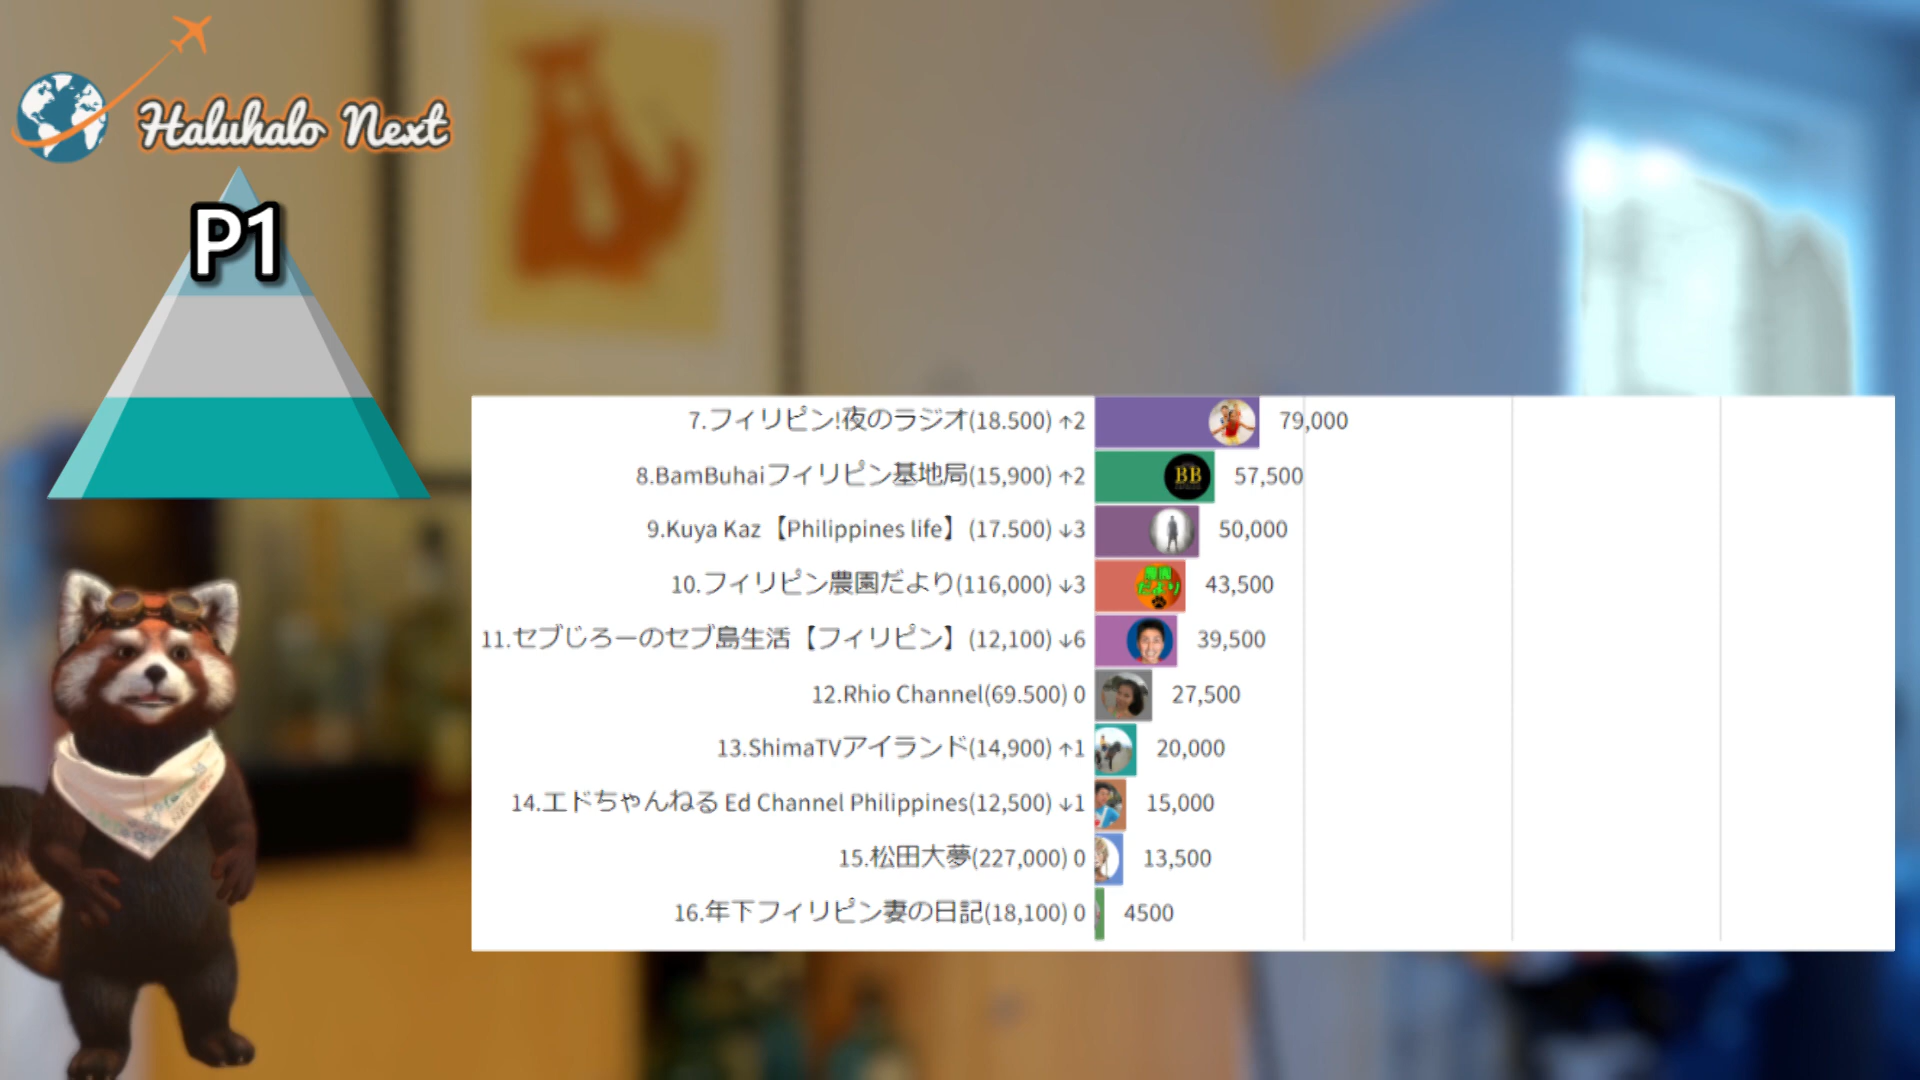 Haluhalo Next
P1
7.フィリピン!夜のラジオ(18.500) ↑2 79,000
8.BamBuhaiフィリピン基地局(15,900) ↑2 BB 57,500
9.Kuya Kaz【Philippines life】(17.500) ↓3 50,000
10.フィリピン農園だより(116,000) ↓3 農園だより 43,500
11.セブじろーのセブ島生活【フィリピン】(12,100) ↓6 39,500
12.Rhio Channel(69.500) 0 27,500
13.ShimaTVアイランド(14,900) ↑1 20,000
14.エドちゃんねる Ed Channel Philippines(12,500) ↓1 15,000
15.松田大夢(227,000) 0 13,500
16.年下フィリピン妻の日記(18,100) 0 4500